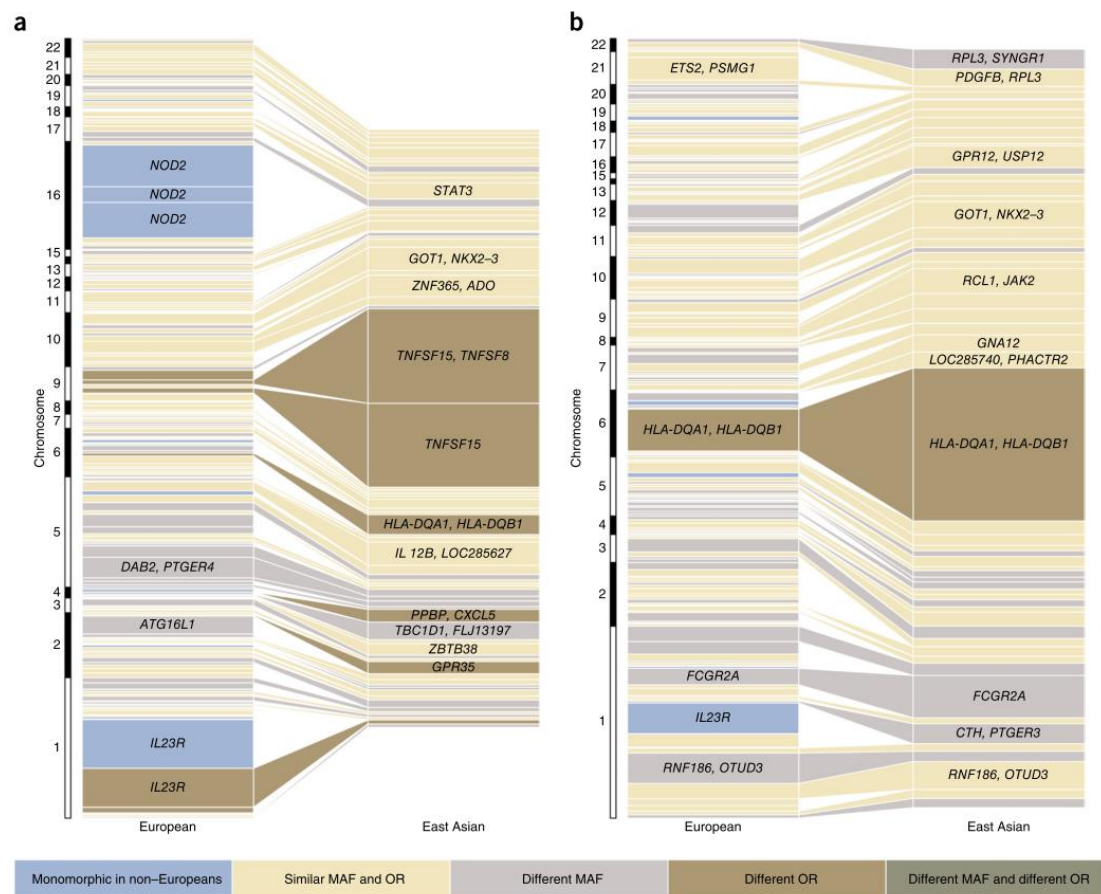 a
22
21
20
19
18
17
16
15
13
12
11
10
9
8
7
6
5
4
3
2
1
Chromosome
NOD2
NOD2
NOD2
DAB2, PTGER4
ATG16L1
IL23R
IL23R
European
STAT3
GOT1, NKX2–3
ZNF365, ADO
TNFSF15, TNFSF8
TNFSF15
HLA-DQA1, HLA-DQB1
IL 12B, LOC285627
PPBP, CXCL5
TBC1D1, FLJ13197
ZBTB38
GPR35
East Asian
b
22
21
20
19
18
17
16
15
13
12
11
10
9
8
7
6
5
4
3
2
1
Chromosome
ETS2, PSMG1
HLA-DQA1, HLA-DQB1
FCGR2A
IL23R
RNF186, OTUD3
European
RPL3, SYNGR1
PDGFB, RPL3
GPR12, USP12
GOT1, NKX2–3
RCL1, JAK2
GNA12
LOC285740, PHACTR2
HLA-DQA1, HLA-DQB1
FCGR2A
CTH, PTGER3
RNF186, OTUD3
East Asian
Monomorphic in non–Europeans
Similar MAF and OR
Different MAF
Different OR
Different MAF and different OR